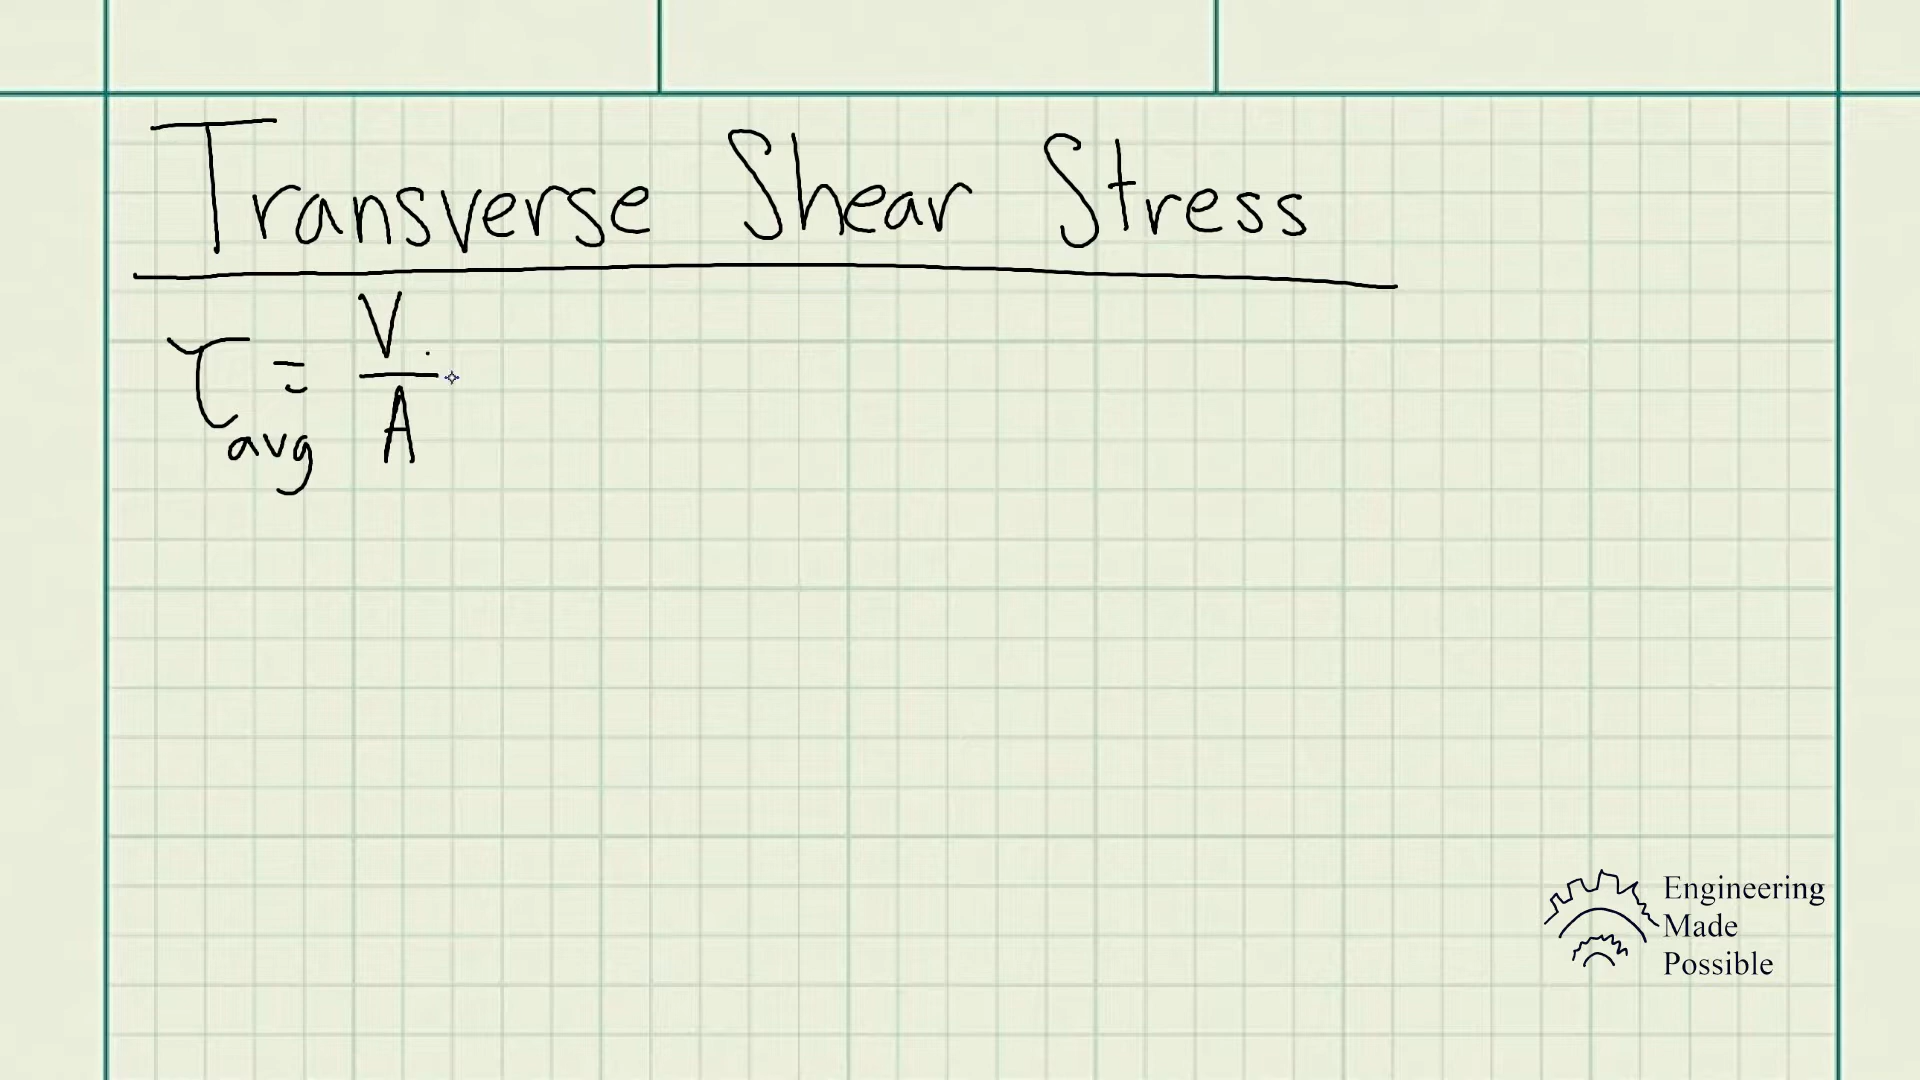 Transverse Shear Stress
τavg = V/A
Engineering
Made
Possible